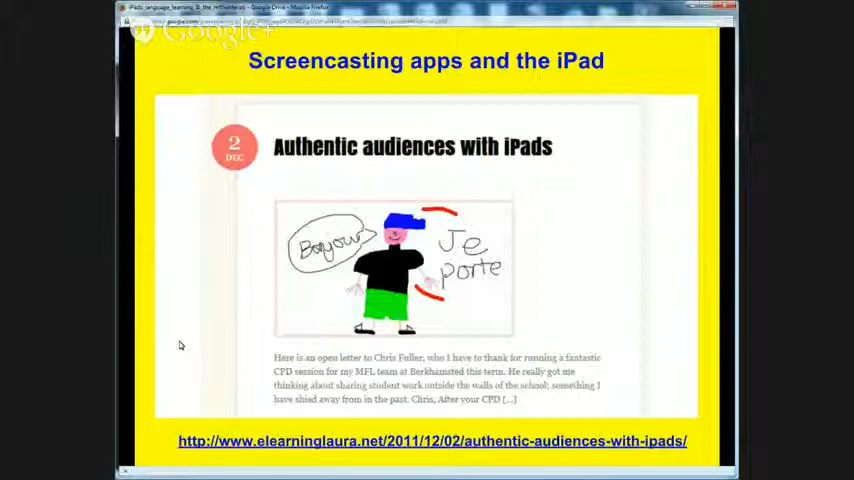 Google+
Screencasting apps and the iPad
2
DEC
Authentic audiences with iPads
Bonjour
Je
porte
Here is an open letter to Chris Fuller, who I have to thank for running a fantastic
CPD session for my MFL team at Berkhamsted this term. He really got me
thinking about sharing student work outside the walls of the school; something I
have shied away from in the past. Chris, After your CPD [...]
http://www.elearninglaura.net/2011/12/02/authentic-audiences-with-ipads/